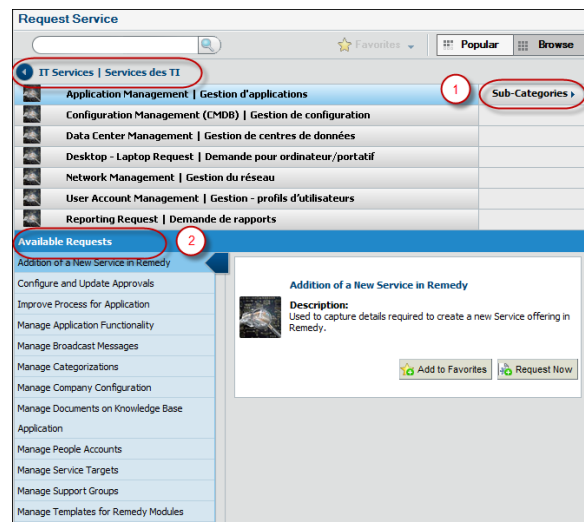 Request Service
Favorites
Popular
Browse
IT Services | Services des TI
Application Management | Gestion d'applications
1
Sub-Categories
Configuration Management (CMDB) | Gestion de configuration
Data Center Management | Gestion de centres de données
Desktop - Laptop Request | Demande pour ordinateur/portatif
Network Management | Gestion du réseau
User Account Management | Gestion - profils d'utilisateurs
Reporting Request | Demande de rapports
Available Requests
2
Addition of a New Service in Remedy
Configure and Update Approvals
Improve Process for Application
Manage Application Functionality
Manage Broadcast Messages
Manage Categorizations
Manage Company Configuration
Manage Documents on Knowledge Base
Application
Manage People Accounts
Manage Service Targets
Manage Support Groups
Manage Templates for Remedy Modules
Addition of a New Service in Remedy
Description:
Used to capture details required to create a new Service offering in
Remedy.
Add to Favorites
Request Now